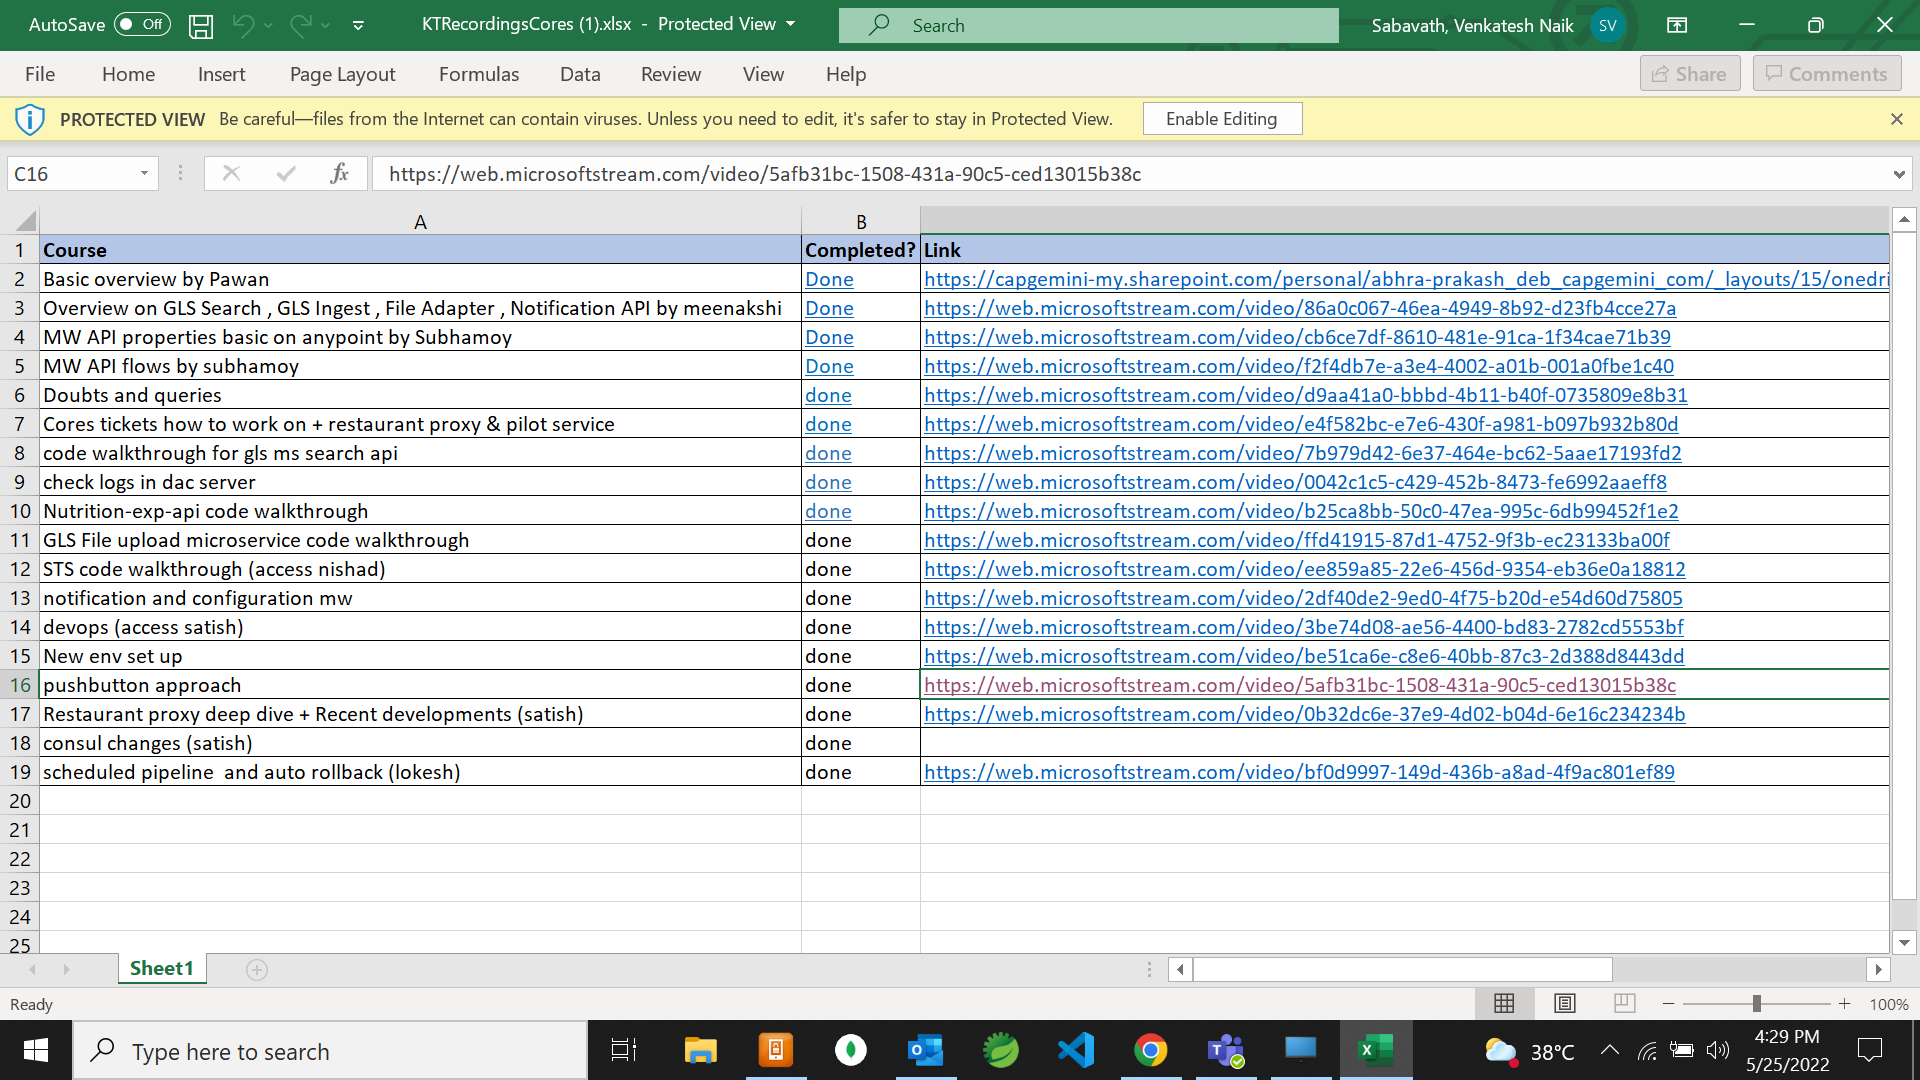 AutoSave Off KTRecordingsCores (1).xlsx - Protected View Search Sabavath, Venkatesh Naik SV
File Home Insert Page Layout Formulas Data Review View Help Share Comments
PROTECTED VIEW Be careful—files from the Internet can contain viruses. Unless you need to edit, it's safer to stay in Protected View. Enable Editing
C16 fx https://web.microsoftstream.com/video/5afb31bc-1508-431a-90c5-ced13015b38c
A B
1 Course Completed? Link
2 Basic overview by Pawan Done https://capgemini-my.sharepoint.com/personal/abhra-prakash_deb_capgemini_com/_layouts/15/onedri
3 Overview on GLS Search , GLS Ingest , File Adapter , Notification API by meenakshi Done https://web.microsoftstream.com/video/86a0c067-46ea-4949-8b92-d23fb4cce27a
4 MW API properties basic on anypoint by Subhamoy Done https://web.microsoftstream.com/video/cb6ce7df-8610-481e-91ca-1f34cae71b39
5 MW API flows by subhamoy Done https://web.microsoftstream.com/video/f2f4db7e-a3e4-4002-a01b-001a0fbe1c40
6 Doubts and queries done https://web.microsoftstream.com/video/d9aa41a0-bbbd-4b11-b40f-0735809e8b31
7 Cores tickets how to work on + restaurant proxy & pilot service done https://web.microsoftstream.com/video/e4f582bc-e7e6-430f-a981-b097b932b80d
8 code walkthrough for gls ms search api done https://web.microsoftstream.com/video/7b979d42-6e37-464e-bc62-5aae17193fd2
9 check logs in dac server done https://web.microsoftstream.com/video/0042c1c5-c429-452b-8473-fe6992aaeff8
10 Nutrition-exp-api code walkthrough done https://web.microsoftstream.com/video/b25ca8bb-50c0-47ea-995c-6db99452f1e2
11 GLS File upload microservice code walkthrough done https://web.microsoftstream.com/video/ffd41915-87d1-4752-9f3b-ec23133ba00f
12 STS code walkthrough (access nishad) done https://web.microsoftstream.com/video/ee859a85-22e6-456d-9354-eb36e0a18812
13 notification and configuration mw done https://web.microsoftstream.com/video/2df40de2-9ed0-4f75-b20d-e54d60d75805
14 devops (access satish) done https://web.microsoftstream.com/video/3be74d08-ae56-4400-bd83-2782cd5553bf
15 New env set up done https://web.microsoftstream.com/video/be51ca6e-c8e6-40bb-87c3-2d388d8443dd
16 pushbutton approach done https://web.microsoftstream.com/video/5afb31bc-1508-431a-90c5-ced13015b38c
17 Restaurant proxy deep dive + Recent developments (satish) done https://web.microsoftstream.com/video/0b32dc6e-37e9-4d02-b04d-6e16c234234b
18 consul changes (satish) done
19 scheduled pipeline  and auto rollback (lokesh) done https://web.microsoftstream.com/video/bf0d9997-149d-436b-a8ad-4f9ac801ef89
20
21
22
23
24
25
Sheet1
Ready 100%
Type here to search 38°C 4:29 PM
5/25/2022